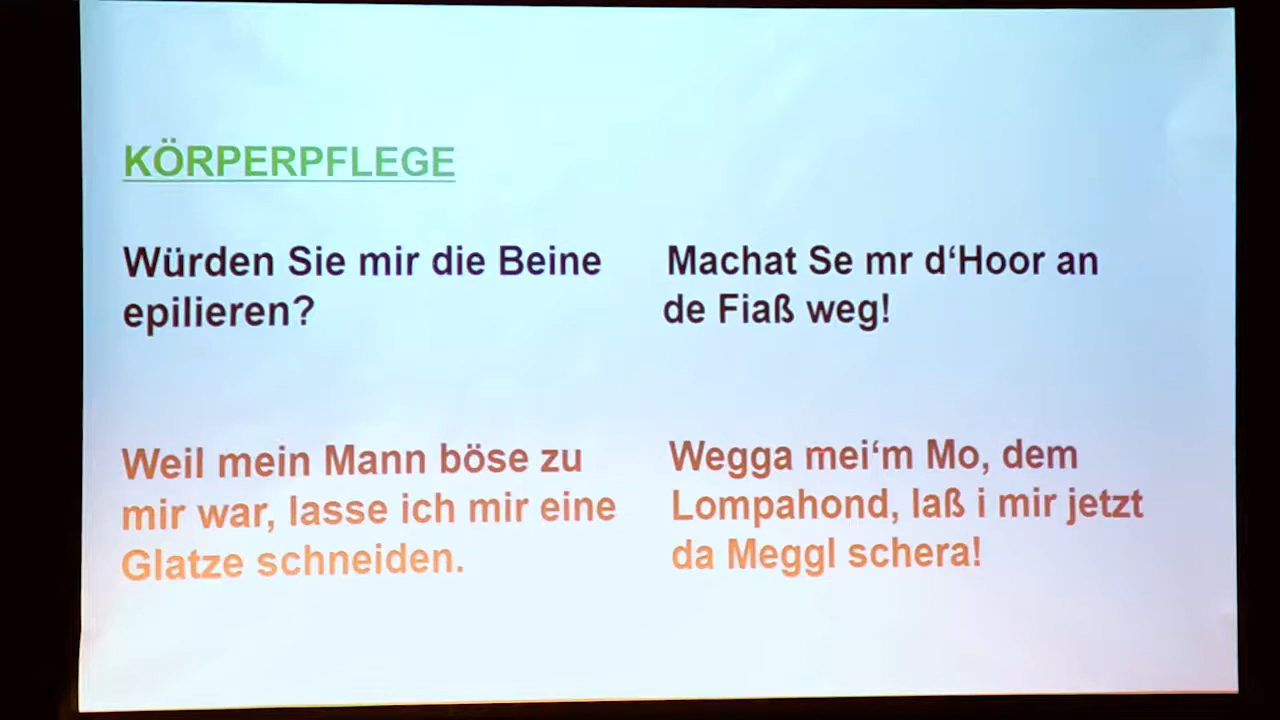 KÖRPERPFLEGE
Würden Sie mir die Beine
epilieren?
Machat Se mr d‘Hoor an
de Fiaß weg!
Weil mein Mann böse zu
mir war, lasse ich mir eine
Glatze schneiden.
Wegga mei‘m Mo, dem
Lompahond, laß i mir jetzt
da Meggl schera!